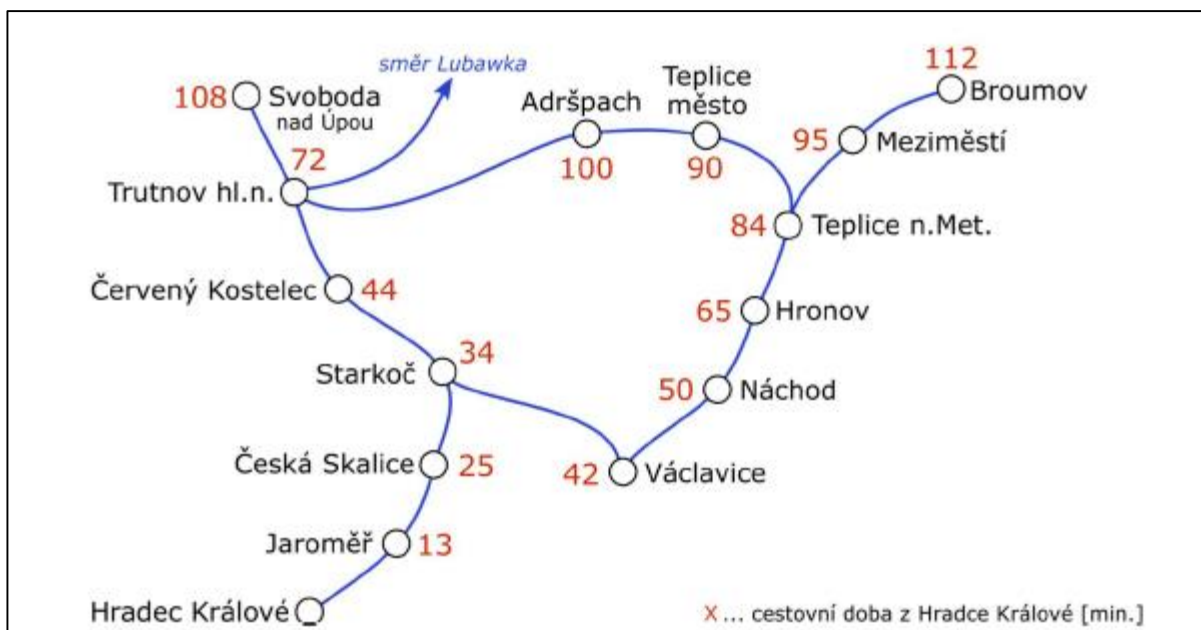 112
směr Lubawka
Teplice
město
Broumov
108
Svoboda
nad Úpou
Adršpach
95
Meziměstí
72
100
90
Trutnov hl.n.
84
Teplice n.Met.
Červený Kostelec
44
65
Hronov
34
Starkoč
50
Náchod
Česká Skalice
25
42
Václavice
Jaroměř
13
Hradec Králové
X ... cestovní doba z Hradce Králové [min.]